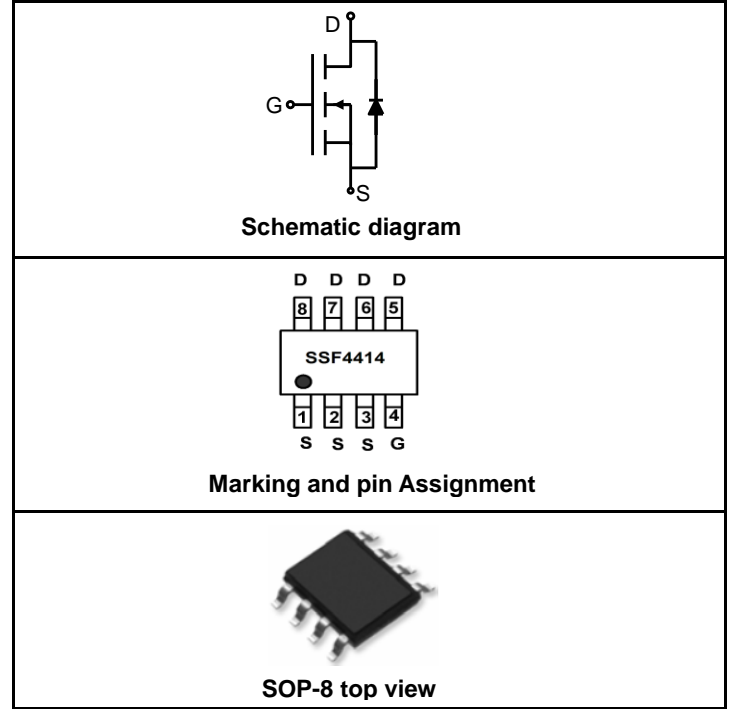 D
G
S
Schematic diagram
D D D D
8 7 6 5
SSF4414
1 2 3 4
S S S G
Marking and pin Assignment
SOP-8 top view